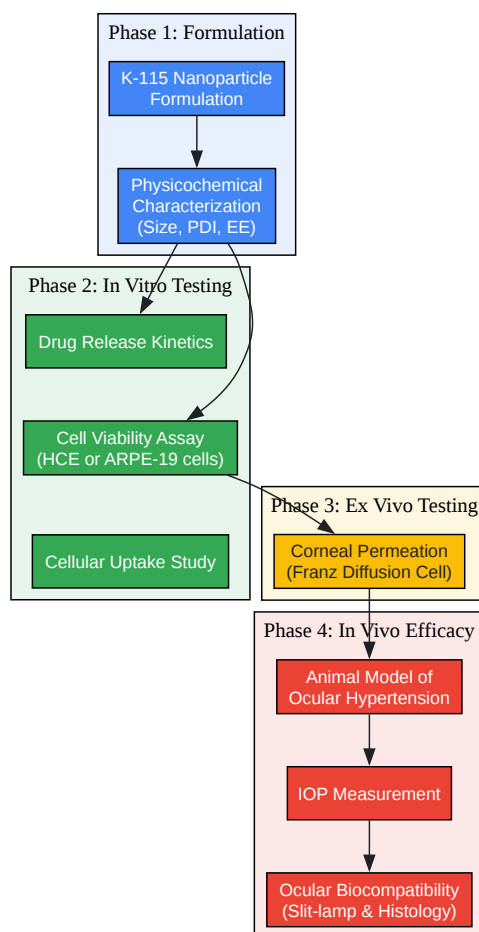 Phase 1: Formulation
K-115 Nanoparticle
Formulation
Physicochemical
Characterization
(Size, PDI, EE)
Phase 2: In Vitro Testing
Drug Release Kinetics
Cell Viability Assay
(HCE or ARPE-19 cells)
Cellular Uptake Study
Phase 3: Ex Vivo Testing
Corneal Permeation
(Franz Diffusion Cell)
Phase 4: In Vivo Efficacy
Animal Model of
Ocular Hypertension
IOP Measurement
Ocular Biocompatibility
(Slit-lamp & Histology)